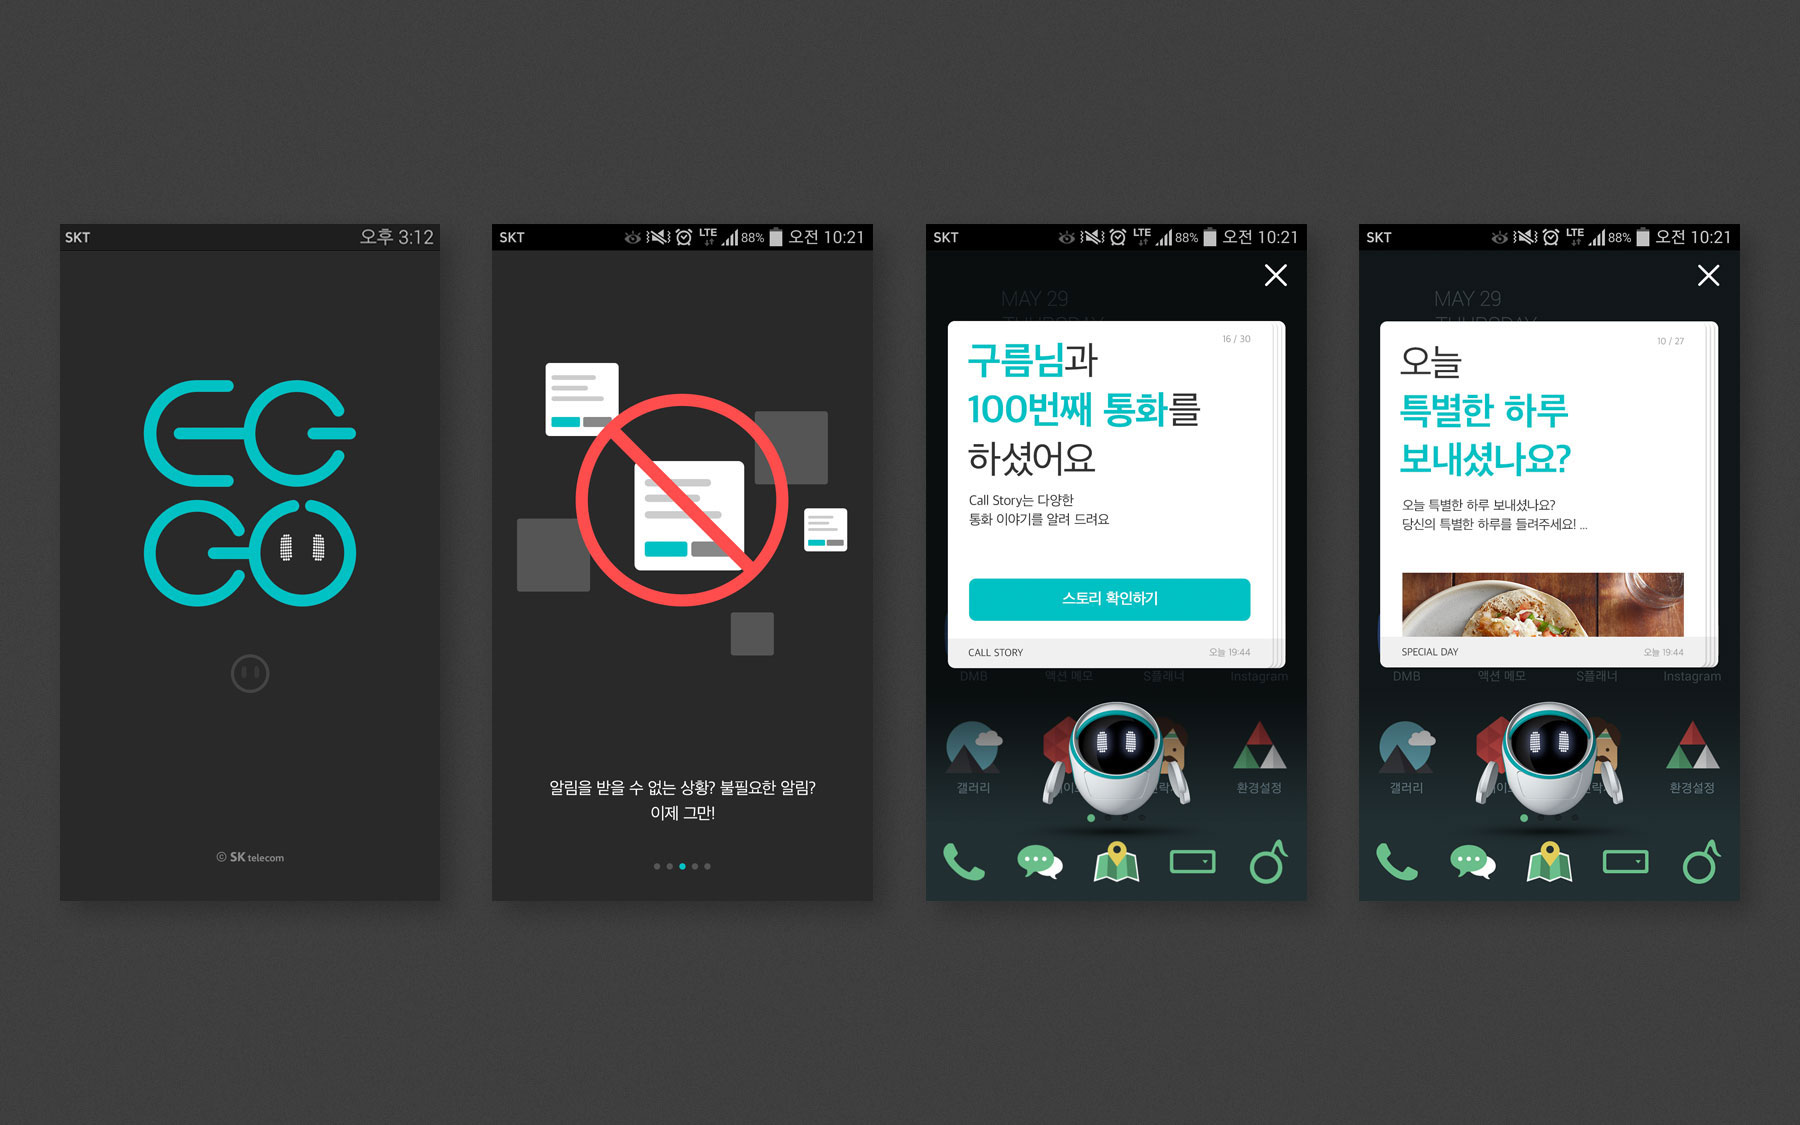 SKT
오후 3:12
EG
GO
© SK telecom
SKT
LTE
88%
오전 10:21
알림을 받을 수 없는 상황? 불필요한 알림?
이제 그만!
SKT
LTE
88%
오전 10:21
MAY 29
THURSDAY
16 / 30
구름님과
100번째 통화를
하셨어요
Call Story는 다양한
통화 이야기를 알려 드려요
스토리 확인하기
CALL STORY
오늘 19:44
DMB
액션 메모
S플래너
Instagram
갤러리
환경설정
SKT
LTE
88%
오전 10:21
MAY 29
THURSDAY
10 / 27
오늘
특별한 하루
보내셨나요?
오늘 특별한 하루 보내셨나요?
당신의 특별한 하루를 들려주세요! ...
SPECIAL DAY
오늘 19:44
DMB
액션 메모
S플래너
Instagram
갤러리
환경설정